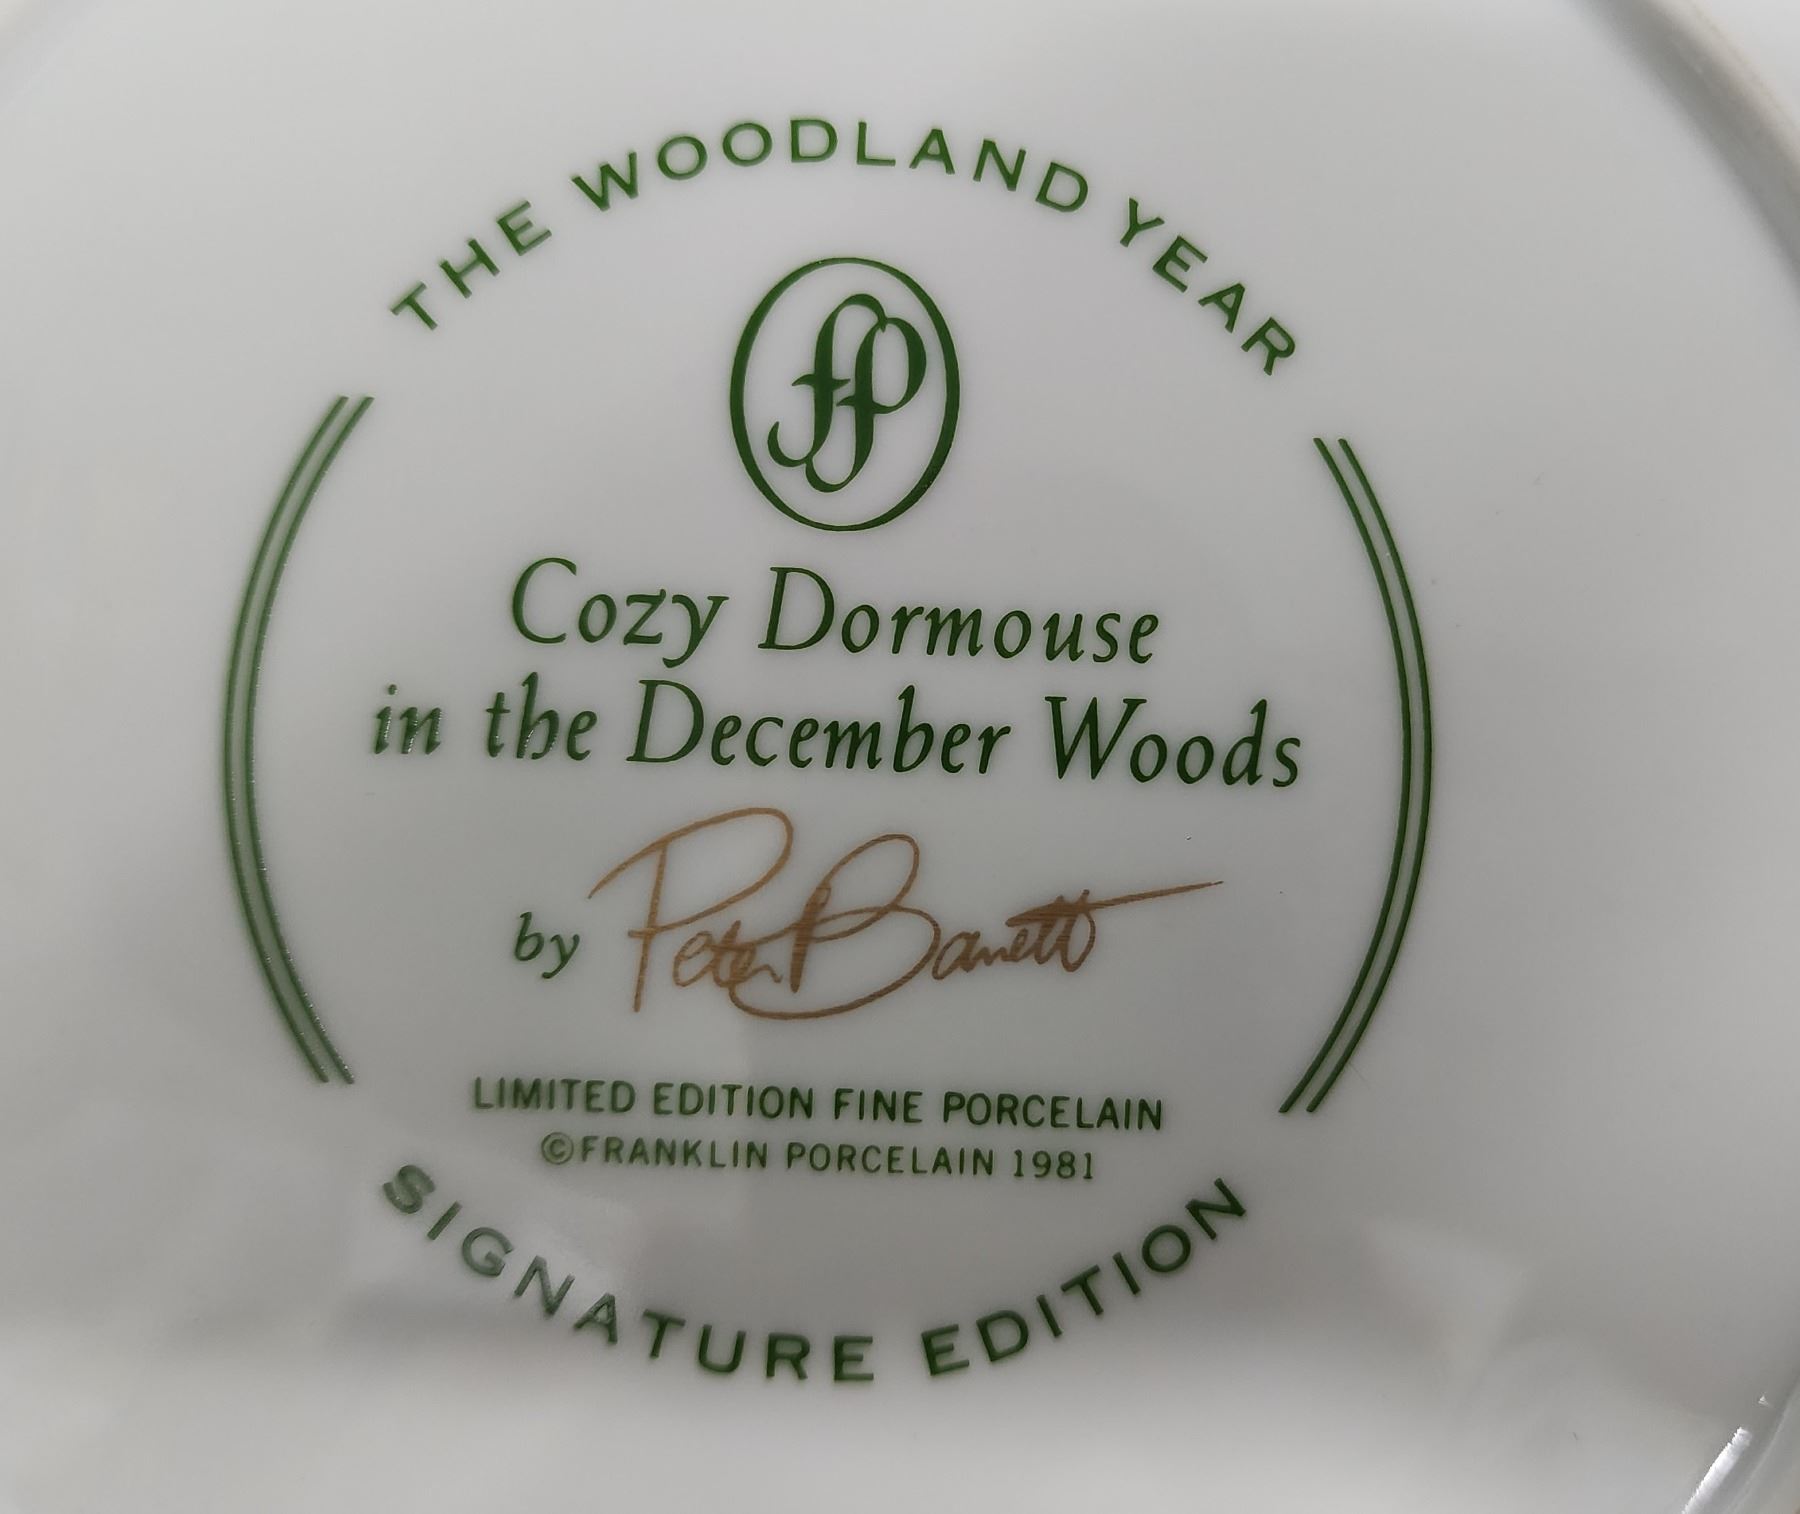 THE WOODLAND YEAR
fp
Cozy Dormouse
in the December Woods
by Peter Barrett
LIMITED EDITION FINE PORCELAIN
©FRANKLIN PORCELAIN 1981
SIGNATURE EDITION